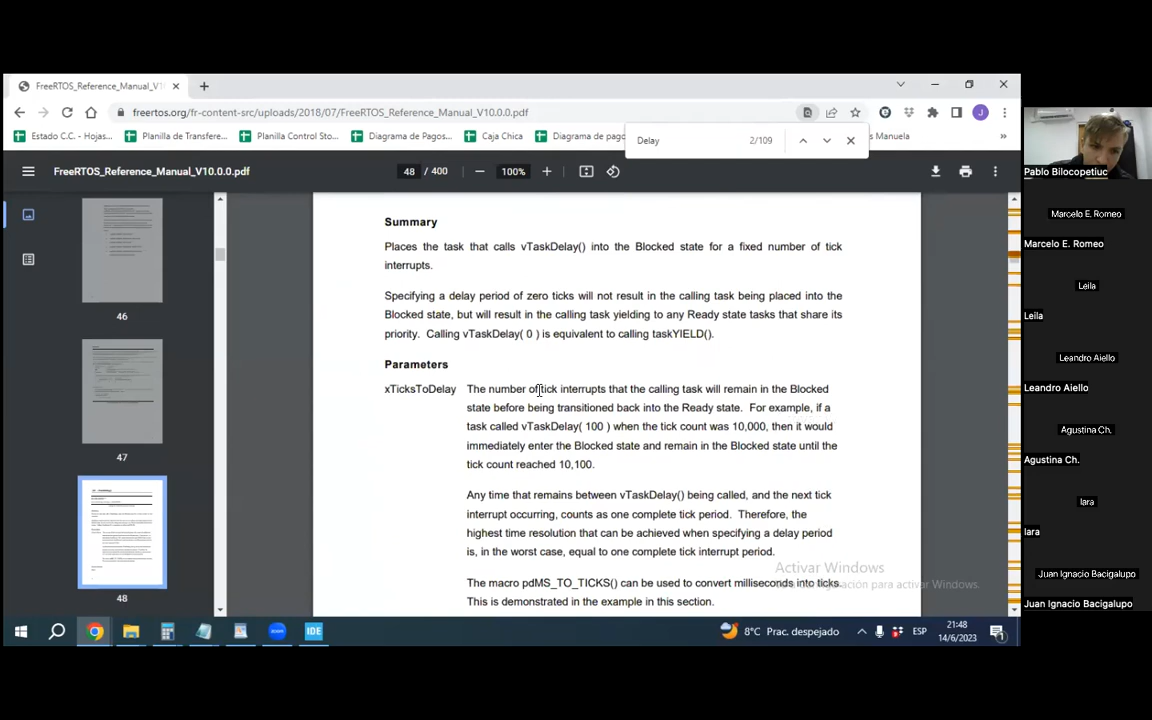 FreeRTOS_Reference_Manual_V1
freertos.org/fr-content-src/uploads/2018/07/FreeRTOS_Reference_Manual_V10.0.0.pdf
Estado C.C. - Hojas...
Planilla de Transfere...
Planilla Control Sto...
Diagrama de Pagos...
Caja Chica
Diagrama de pago
Manuela
»
Delay
2/109
FreeRTOS_Reference_Manual_V10.0.0.pdf
48 / 400
100%
46
47
48
Summary
Places the task that calls vTaskDelay() into the Blocked state for a fixed number of tick
interrupts.
Specifying a delay period of zero ticks will not result in the calling task being placed into the
Blocked state, but will result in the calling task yielding to any Ready state tasks that share its
priority. Calling vTaskDelay( 0 ) is equivalent to calling taskYIELD().
Parameters
xTicksToDelay The number of tick interrupts that the calling task will remain in the Blocked
state before being transitioned back into the Ready state. For example, if a
task called vTaskDelay( 100 ) when the tick count was 10,000, then it would
immediately enter the Blocked state and remain in the Blocked state until the
tick count reached 10,100.
Any time that remains between vTaskDelay() being called, and the next tick
interrupt occurring, counts as one complete tick period. Therefore, the
highest time resolution that can be achieved when specifying a delay period
is, in the worst case, equal to one complete tick interrupt period.
The macro pdMS_TO_TICKS() can be used to convert milliseconds into ticks.
This is demonstrated in the example in this section.
Activar Windows
para activar Windows.
IDE
8°C Prac. despejado
ESP
21:48
14/6/2023
1
J
Pablo Bilocopetiuc
Marcelo E. Romeo
Marcelo E. Romeo
Leila
Leila
Leandro Aiello
Leandro Aiello
Agustina Ch.
Agustina Ch.
Iara
Iara
Juan Ignacio Bacigalupo
Juan Ignacio Bacigalupo